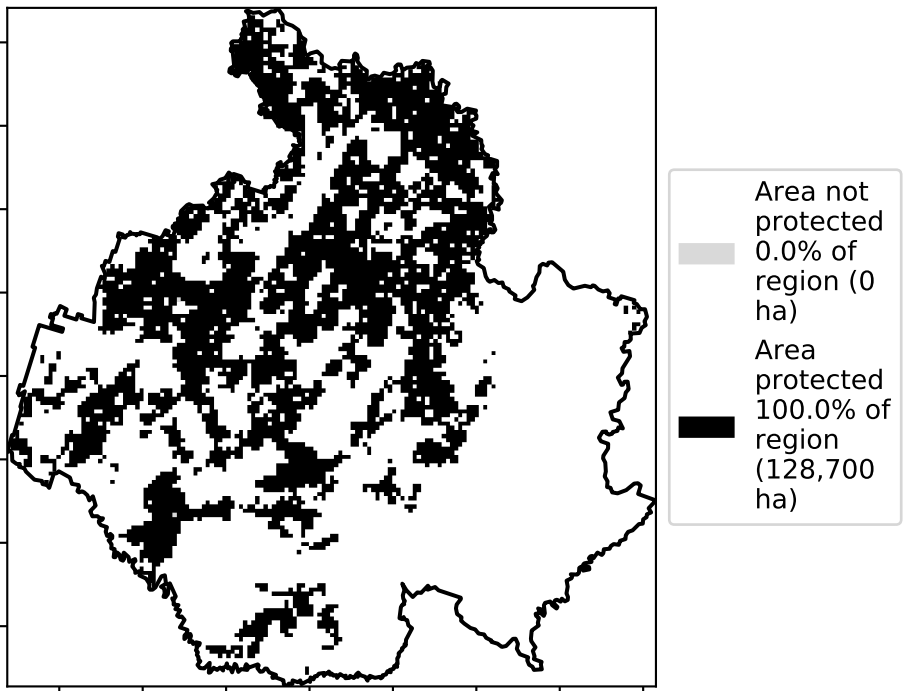 Area not
protected
0.0% of
region (0
ha)
Area
protected
100.0% of
region
(128,700
ha)